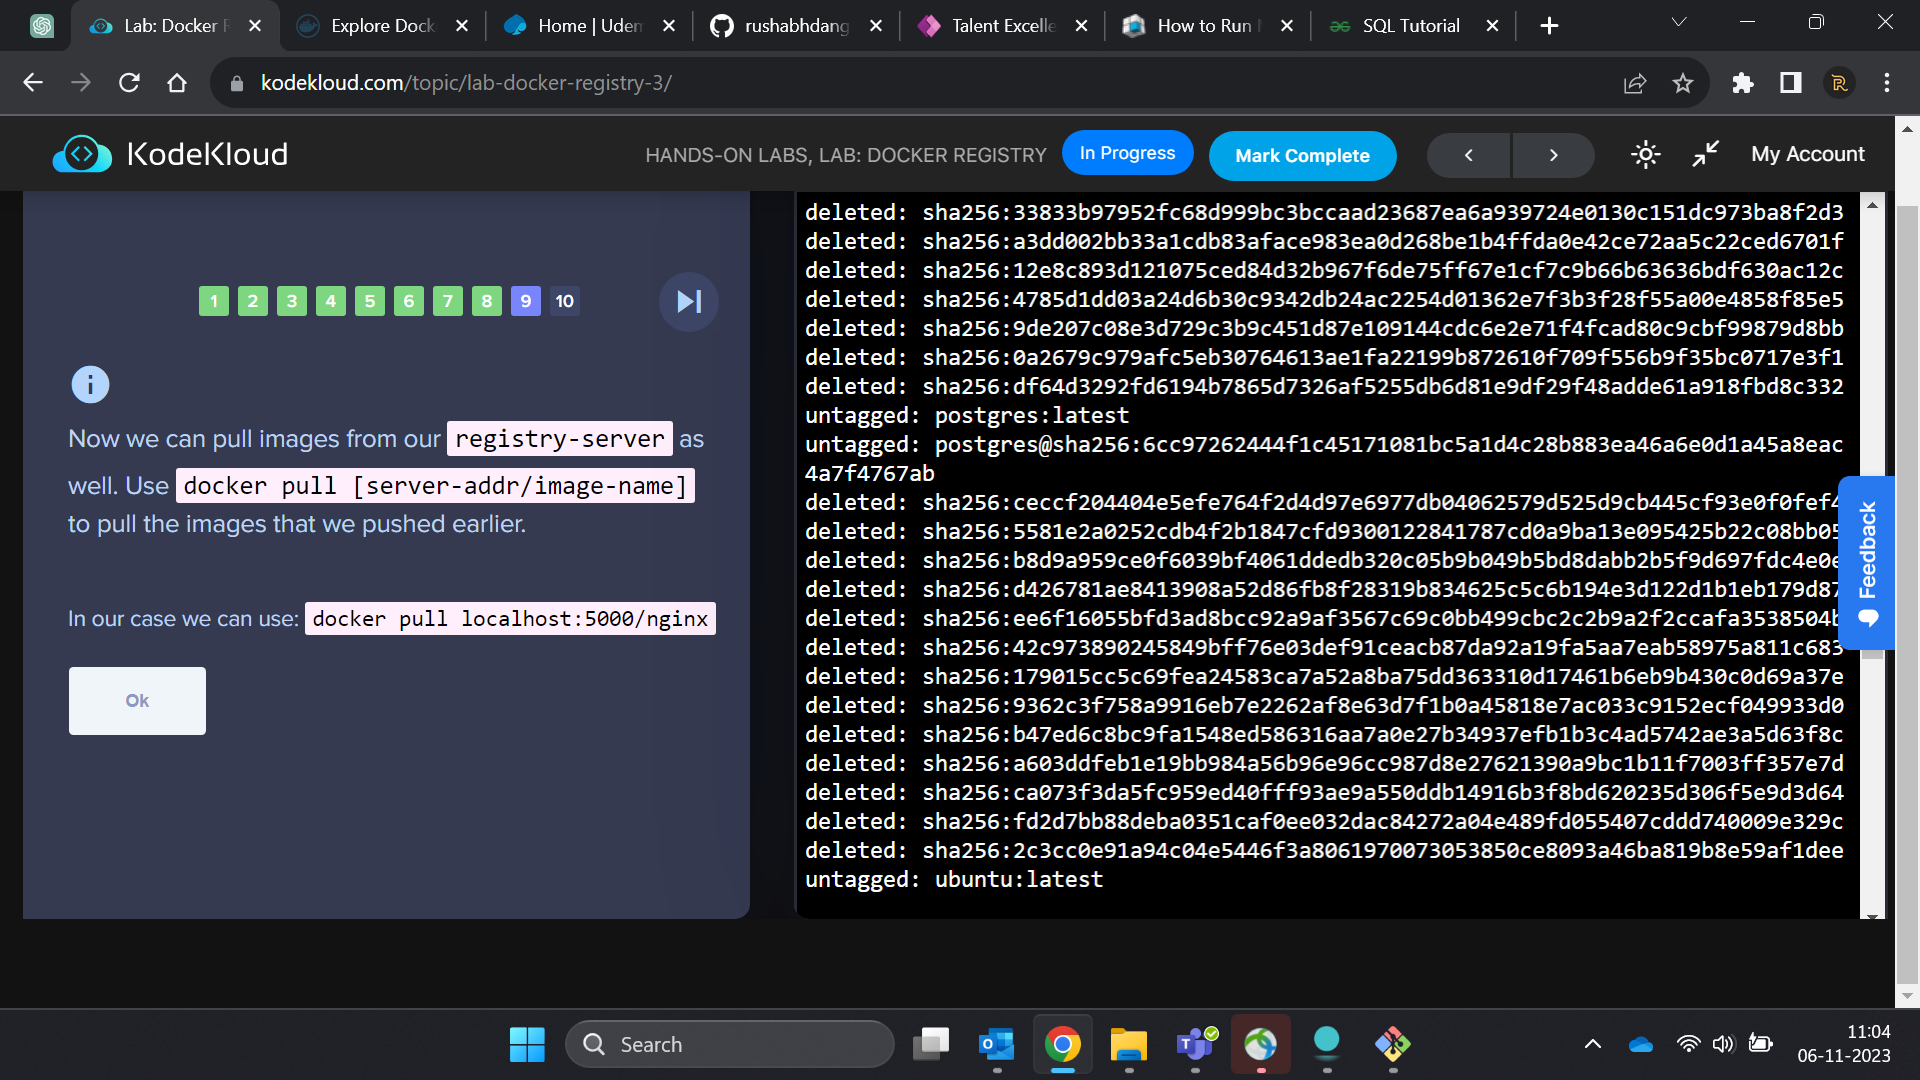 Lab: Docker R
Explore Dock
Home | Uden
rushabhdang
Talent Excelle
How to Run
SQL Tutorial
kodekloud.com/topic/lab-docker-registry-3/
KodeKloud
HANDS-ON LABS, LAB: DOCKER REGISTRY
In Progress
Mark Complete
My Account
1 2 3 4 5 6 7 8 9 10
Now we can pull images from our registry-server as
well. Use docker pull [server-addr/image-name]
to pull the images that we pushed earlier.
In our case we can use: docker pull localhost:5000/nginx
Ok
deleted: sha256:33833b97952fc68d999bc3bccaad23687ea6a939724e0130c151dc973ba8f2d3
deleted: sha256:a3dd002bb33a1cdb83aface983ea0d268be1b4ffda0e42ce72aa5c22ced6701f
deleted: sha256:12e8c893d121075ced84d32b967f6de75ff67e1cf7c9b66b63636bdf630ac12c
deleted: sha256:4785d1dd03a24d6b30c9342db24ac2254d01362e7f3b3f28f55a00e4858f85e5
deleted: sha256:9de207c08e3d729c3b9c451d87e109144cdc6e2e71f4fcad80c9cbf99879d8bb
deleted: sha256:0a2679c979afc5eb30764613ae1fa22199b872610f709f556b9f35bc0717e3f1
deleted: sha256:df64d3292fd6194b7865d7326af5255db6d81e9df29f48adde61a918fbd8c332
untagged: postgres:latest
untagged: postgres@sha256:6cc97262444f1c45171081bc5a1d4c28b883ea46a6e0d1a45a8eac
4a7f4767ab
deleted: sha256:ceccf204404e5efe764f2d4d97e6977db04062579d525d9cb445cf93e0f0fef4
deleted: sha256:5581e2a0252cdb4f2b1847cfd9300122841787cd0a9ba13e095425b22c08bb05
deleted: sha256:b8d9a959ce0f6039bf4061ddedb320c05b9b049b5bd8dabb2b5f9d697fdc4e0e
deleted: sha256:d426781ae8413908a52d86fb8f28319b834625c5c6b194e3d122d1b1eb179d87
deleted: sha256:ee6f16055bfd3ad8bcc92a9af3567c69c0bb499cbc2c2b9a2f2ccafa3538504b
deleted: sha256:42c973890245849bff76e03def91ceacb87da92a19fa5aa7eab58975a811c683
deleted: sha256:179015cc5c69fea24583ca7a52a8ba75dd363310d17461b6eb9b430c0d69a37e
deleted: sha256:9362c3f758a9916eb7e2262af8e63d7f1b0a45818e7ac033c9152ecf049933d0
deleted: sha256:b47ed6c8bc9fa1548ed586316aa7a0e27b34937efb1b3c4ad5742ae3a5d63f8c
deleted: sha256:a603ddfeb1e19bb984a56b96e96cc987d8e27621390a9bc1b11f7003ff357e7d
deleted: sha256:ca073f3da5fc959ed40fff93ae9a550ddb14916b3f8bd620235d306f5e9d3d64
deleted: sha256:fd2d7bb88deba0351caf0ee032dac84272a04e489fd055407cddd740009e329c
deleted: sha256:2c3cc0e91a94c04e5446f3a8061970073053850ce8093a46ba819b8e59af1dee
untagged: ubuntu:latest
Feedback
Search
11:04
06-11-2023